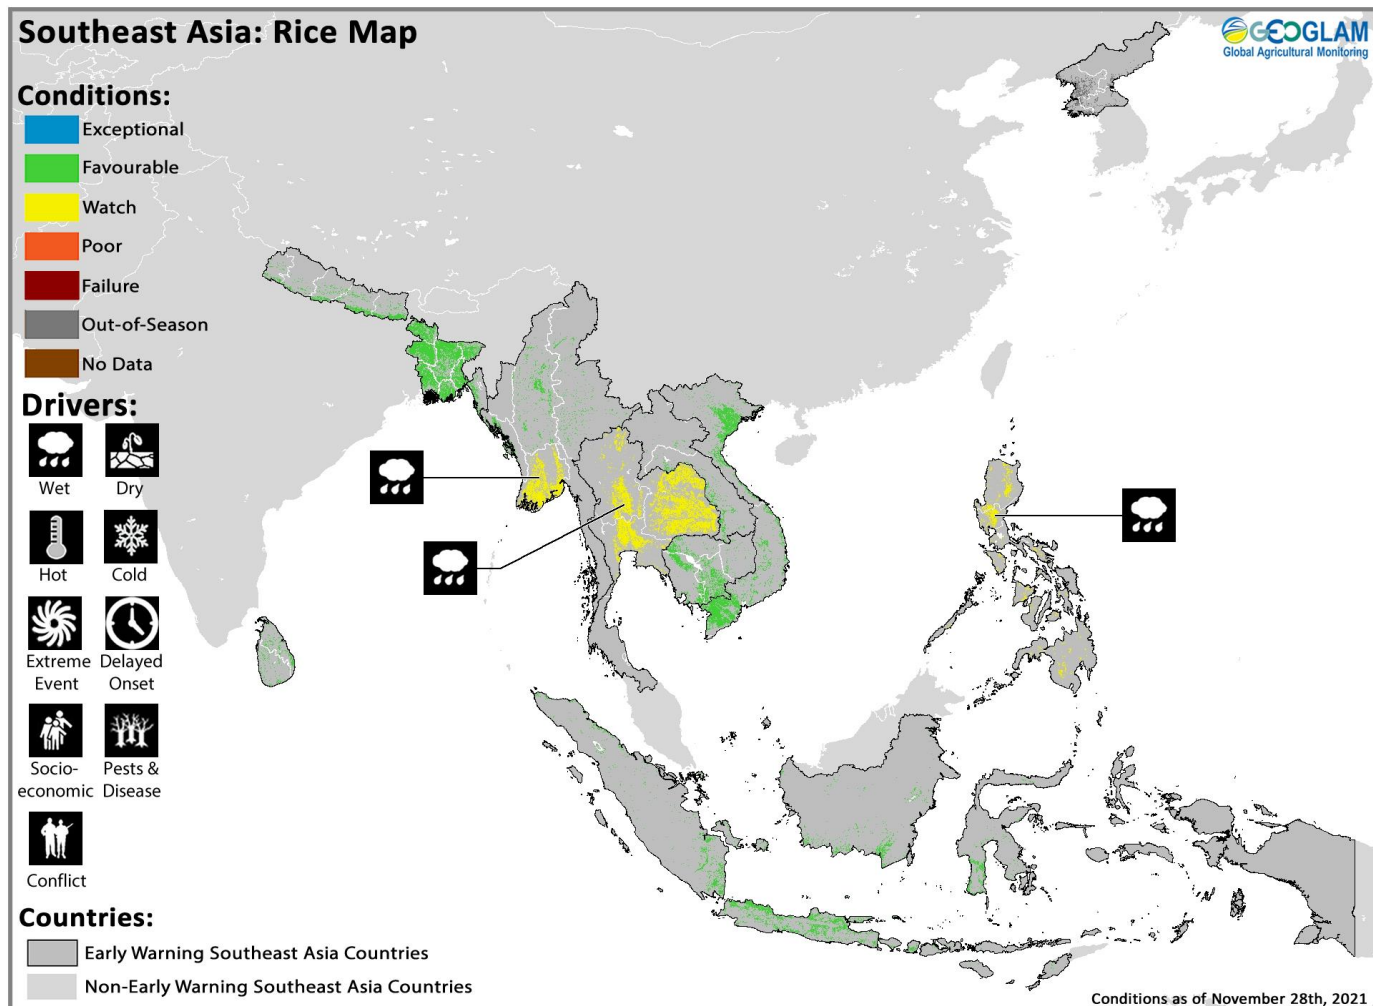 Southeast Asia: Rice Map
GEOGLAM
Global Agricultural Monitoring
Conditions:
Exceptional
Favourable
Watch
Poor
Failure
Out-of-Season
No Data
Drivers:
Wet
Dry
Hot
Cold
Extreme
Event
Delayed
Onset
Socio-
economic
Pests &
Disease
Conflict
Countries:
Early Warning Southeast Asia Countries
Non-Early Warning Southeast Asia Countries
Conditions as of November 28th, 2021